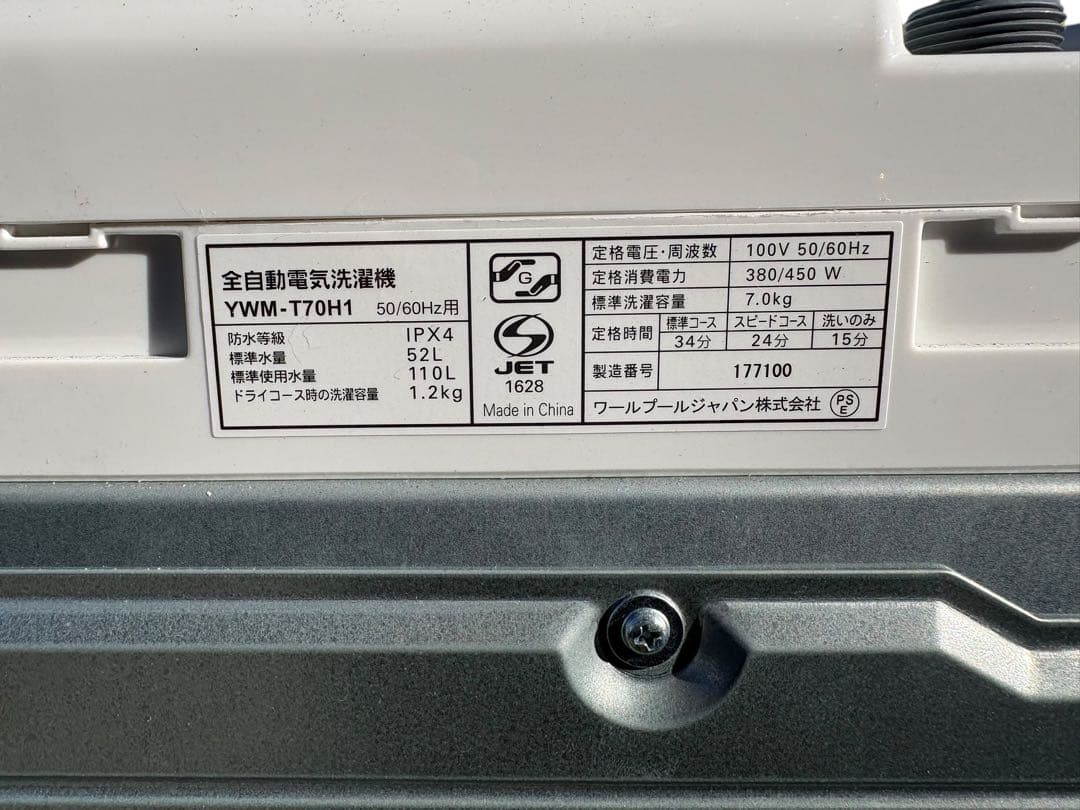 全自動電気洗濯機
YWM-T70H1 50/60Hz用
防水等級 IPX4
標準水量 52L
標準使用水量 110L
ドライコース時の洗濯容量 1.2kg
G
JET
1628
Made in China
定格電圧・周波数 100V 50/60Hz
定格消費電力 380/450 W
標準洗濯容量 7.0kg
定格時間 標準コース スピードコース 洗いのみ
34分 24分 15分
製造番号 177100
ワールプールジャパン株式会社 PSE